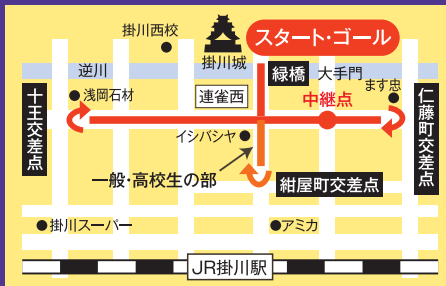 掛川西校
スタート・ゴール
掛川城
緑橋
逆川
大手門
連雀西
中継点
ます忠
浅岡石材
十王交差点
仁藤町交差点
イシバシヤ
一般・高校生の部
紺屋町交差点
掛川スーパー
アミカ
JR掛川駅